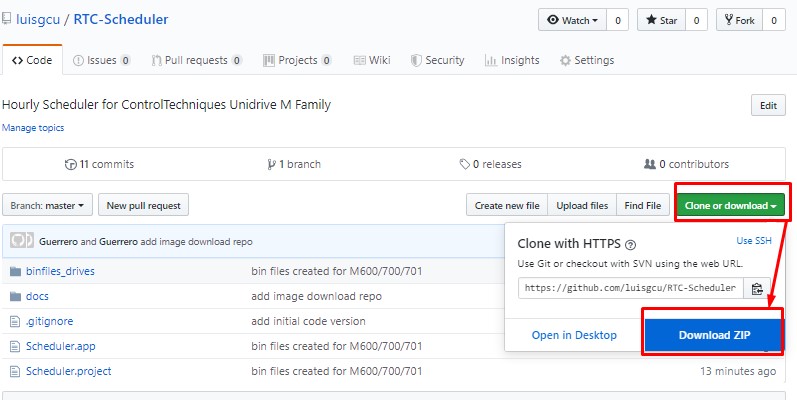 luisgcu / RTC-Scheduler
Watch 0 Star 0 Fork 0
Code Issues 0 Pull requests 0 Projects 0 Wiki Security Insights Settings
Hourly Scheduler for ControlTechniques Unidrive M Family
Edit
Manage topics
11 commits 1 branch 0 releases 0 contributors
Branch: master New pull request Create new file Upload files Find File Clone or download
Guerrero and Guerrero add image download repo
binfiles_drives bin files created for M600/700/701
docs add image download repo
.gitignore add initial code version
Scheduler.app bin files created for M600/700/701
Scheduler.project bin files created for M600/700/701 13 minutes ago
Clone with HTTPS ? Use SSH
Use Git or checkout with SVN using the web URL.
https://github.com/luisgcu/RTC-Scheduler
Open in Desktop Download ZIP